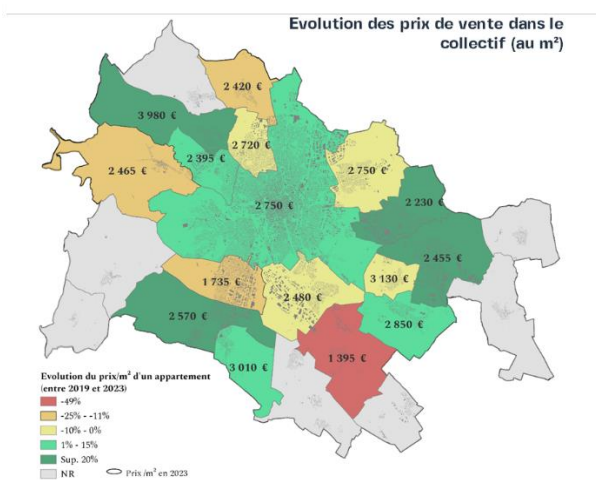 Evolution des prix de vente dans le
collectif (au m²)
2 420 €
3 980 €
2 720 €
2 395 €
2 750 €
2 465 €
2 230 €
2 750 €
2 455 €
3 130 €
1 735 €
2 480 €
2 570 €
2 850 €
1 395 €
3 010 €
Evolution du prix/m² d'un appartement
(entre 2019 et 2023)
-49%
-25% - -11%
-10% - 0%
1% - 15%
Sup. 20%
NR
Prix /m² en 2023